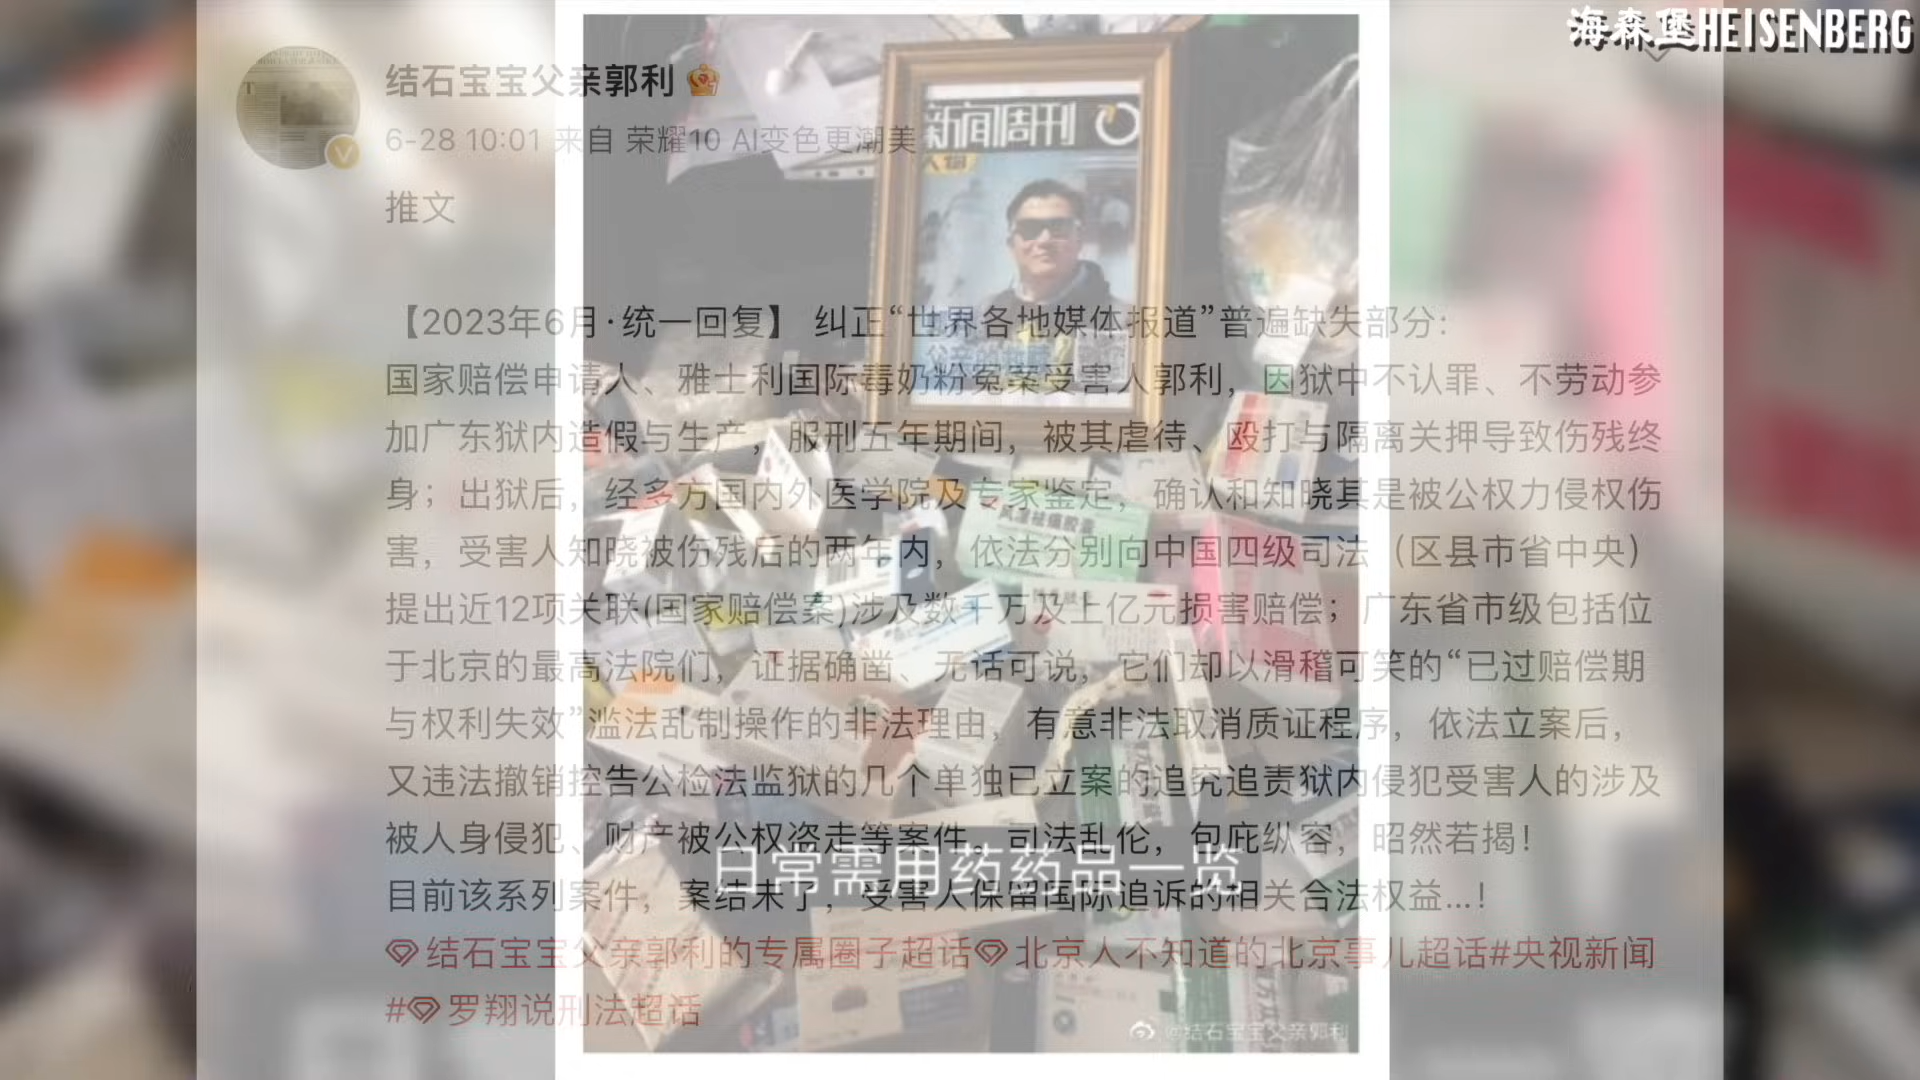 海森堡HEISENBERG
结石宝宝父亲郭利
6-28 10:01 来自 荣耀10 AI变色更潮美
推文
新闻周刊
人物
【2023年6月·统一回复】 纠正“世界各地媒体报道”普遍缺失部分：
国家赔偿申请人、雅士利国际毒奶粉冤案受害人郭利，因狱中不认罪、不劳动参
加广东狱内造假与生产，服刑五年期间，被其虐待、殴打与隔离关押导致伤残终
身；出狱后，经多方国内外医学院及专家鉴定，确认和知晓其是被公权力侵权伤
害，受害人知晓被伤残后的两年内，依法分别向中国四级司法（区县市省中央）
提出近12项关联(国家赔偿案)涉及数千万及上亿元损害赔偿；广东省市级包括位
于北京的最高法院们，证据确凿、无话可说，它们却以滑稽可笑的“已过赔偿期
与权利失效”滥法乱制操作的非法理由，有意非法取消质证程序，依法立案后，
又违法撤销控告公检法监狱的几个单独已立案的追究追责狱内侵犯受害人的涉及
被人身侵犯、财产被公权盗走等案件。司法乱伦，包庇纵容，昭然若揭！
日常需用药药品一览
目前该系列案件，案结未了，受害人保留国际追诉的相关合法权益...！
结石宝宝父亲郭利的专属圈子超话 北京人不知道的北京事儿超话#央视新闻
# 罗翔说刑法超话
@结石宝宝父亲郭利